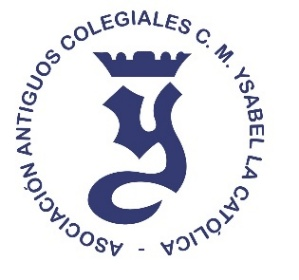 ASOCIACIÓN ANTIGUOS COLEGIALES C. M. YSABEL LA CATÓLICA -
Y